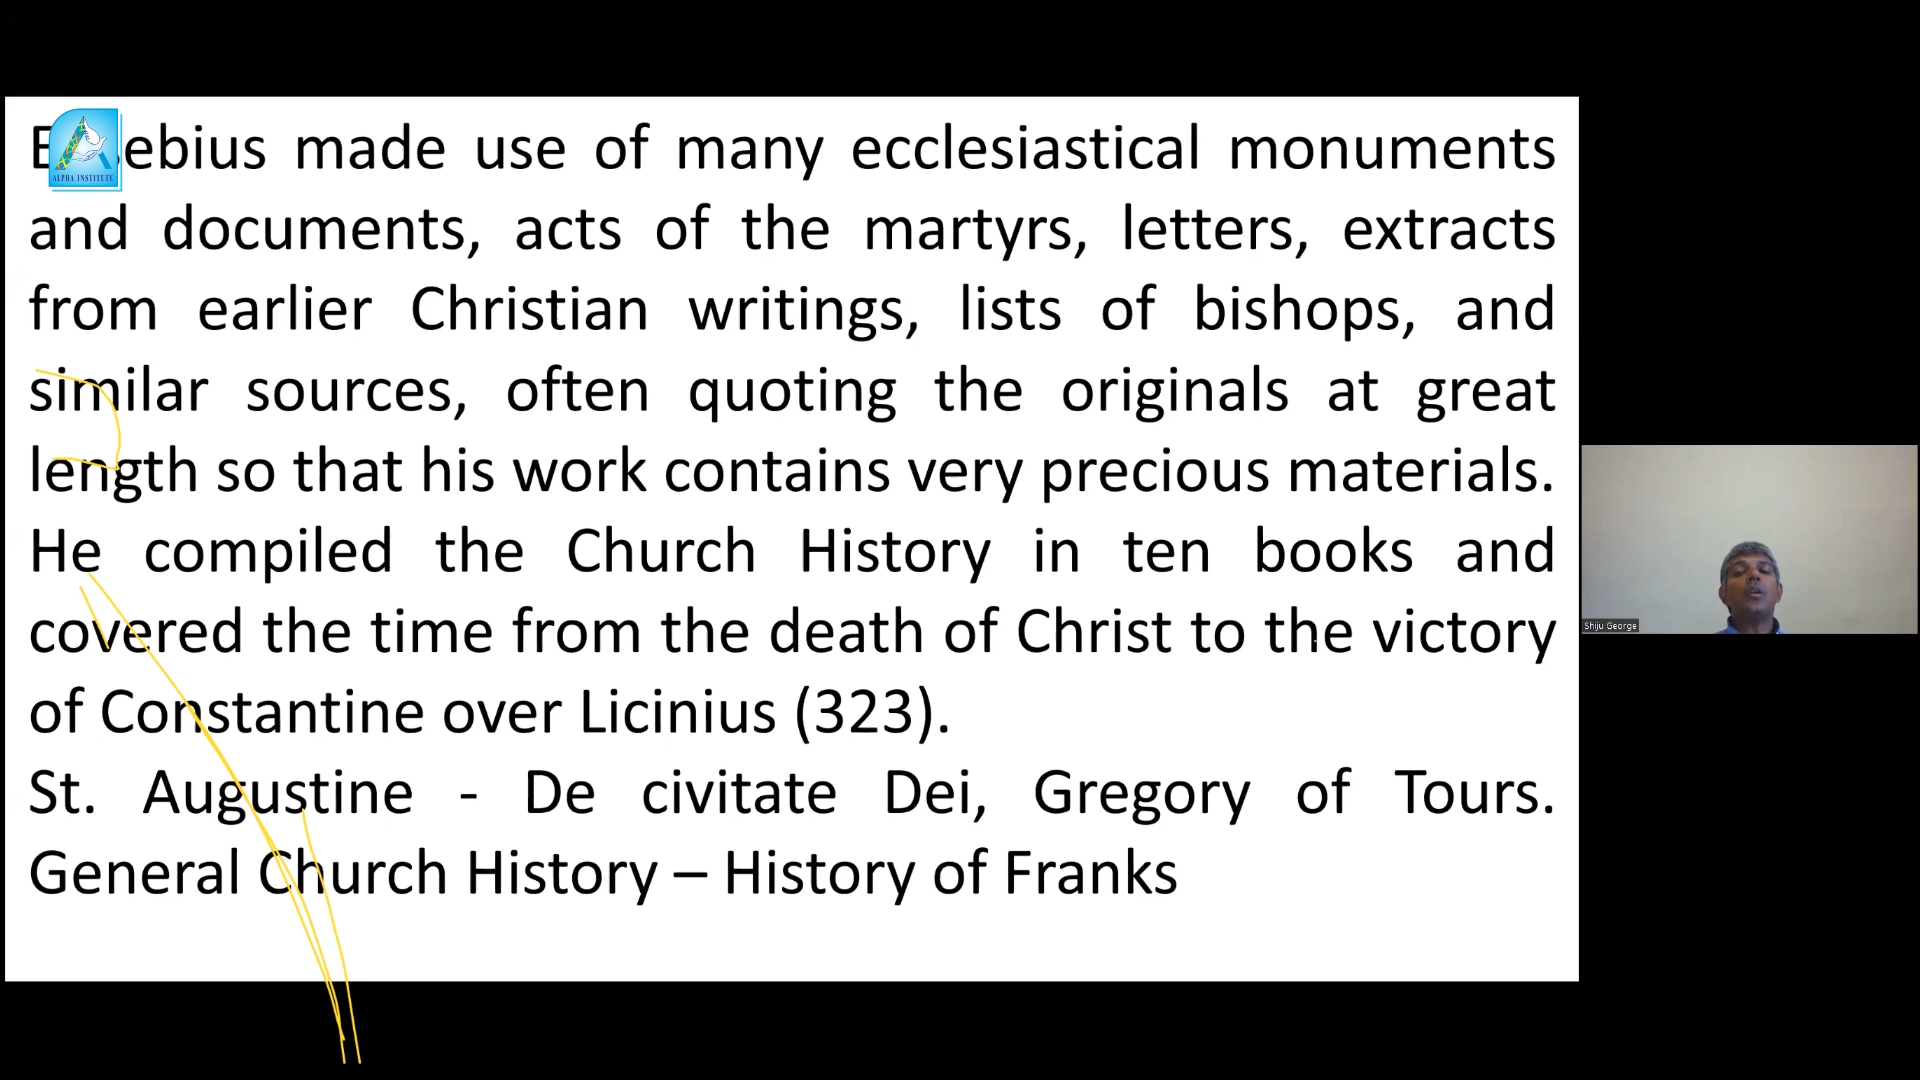 Eusebius made use of many ecclesiastical monuments
and documents, acts of the martyrs, letters, extracts
from earlier Christian writings, lists of bishops, and
similar sources, often quoting the originals at great
length so that his work contains very precious materials.
He compiled the Church History in ten books and
covered the time from the death of Christ to the victory
of Constantine over Licinius (323).
St. Augustine - De civitate Dei, Gregory of Tours.
General Church History – History of Franks
ALPHA INSTITUTE
Shiju George